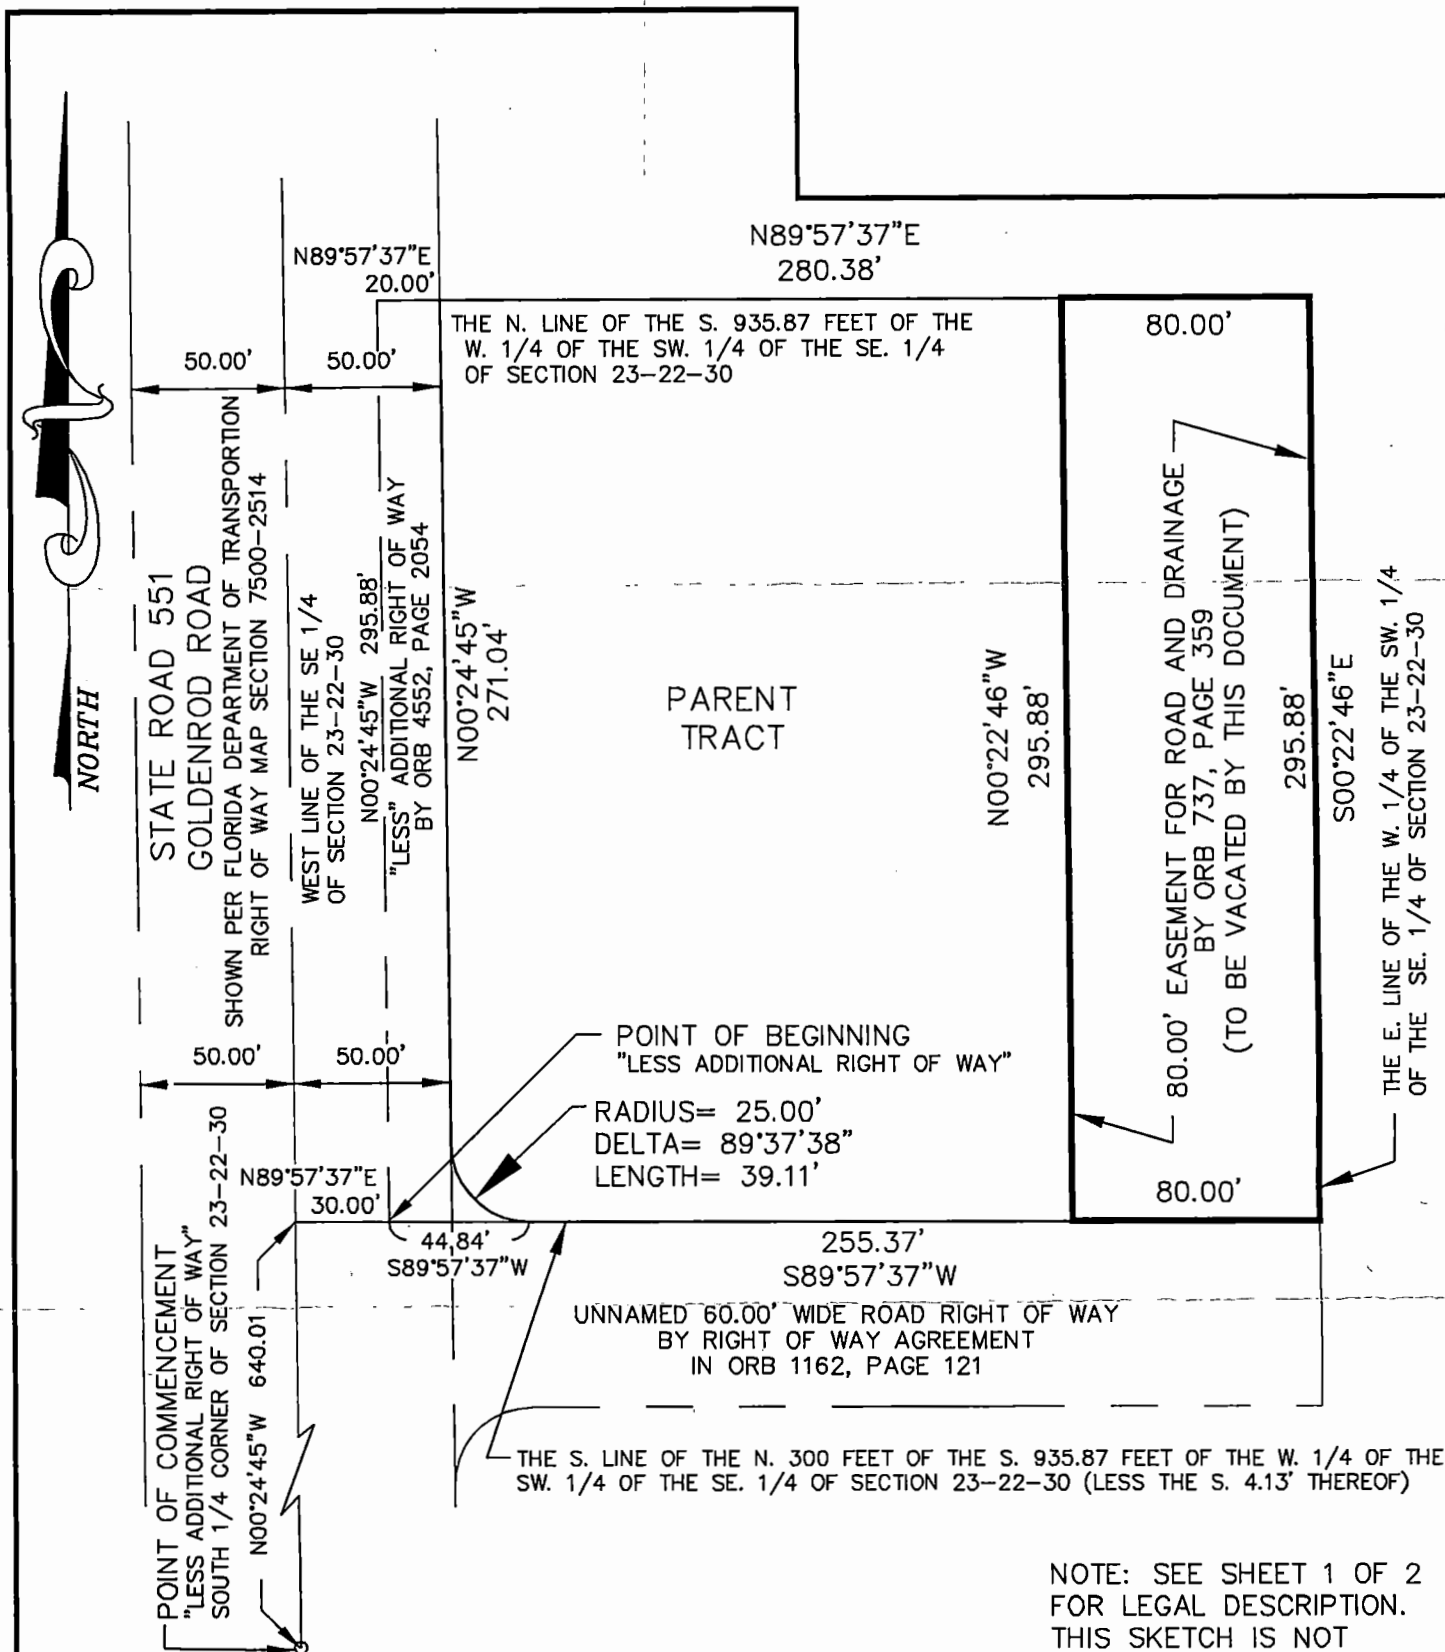 N89°57'37"E
280.38'
N89°57'37"E
20.00'
THE N. LINE OF THE S. 935.87 FEET OF THE
W. 1/4 OF THE SW. 1/4 OF THE SE. 1/4
OF SECTION 23-22-30
80.00'
50.00'
50.00'
NORTH
STATE ROAD 551
GOLDENROD ROAD
SHOWN PER FLORIDA DEPARTMENT OF TRANSPORTION
RIGHT OF WAY MAP SECTION 7500-2514
WEST LINE OF THE SE 1/4
OF SECTION 23-22-30
N00°24'45"W 295.88'
"LESS" ADDITIONAL RIGHT OF WAY
BY ORB 4552, PAGE 2054
N00°24'45"W
271.04'
PARENT
TRACT
N00°22'46"W
295.88'
80.00' EASEMENT FOR ROAD AND DRAINAGE
BY ORB 737, PAGE 359
(TO BE VACATED BY THIS DOCUMENT)
295.88'
S00°22'46"E
THE E. LINE OF THE W. 1/4 OF THE SW. 1/4
OF THE SE. 1/4 OF SECTION 23-22-30
50.00'
50.00'
POINT OF BEGINNING
"LESS ADDITIONAL RIGHT OF WAY"
RADIUS= 25.00'
DELTA= 89°37'38"
LENGTH= 39.11'
N89°57'37"E
30.00'
80.00'
44.84'
S89°57'37"W
255.37'
S89°57'37"W
UNNAMED 60.00' WIDE ROAD RIGHT OF WAY
BY RIGHT OF WAY AGREEMENT
IN ORB 1162, PAGE 121
POINT OF COMMENCEMENT
"LESS ADDITIONAL RIGHT OF WAY"
SOUTH 1/4 CORNER OF SECTION 23-22-30
N00°24'45"W 640.01
THE S. LINE OF THE N. 300 FEET OF THE S. 935.87 FEET OF THE W. 1/4 OF THE
SW. 1/4 OF THE SE. 1/4 OF SECTION 23-22-30 (LESS THE S. 4.13' THEREOF)
NOTE: SEE SHEET 1 OF 2
FOR LEGAL DESCRIPTION.
THIS SKETCH IS NOT